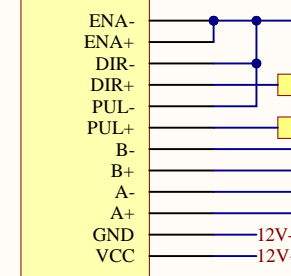 ENA-
ENA+
DIR-
DIR+
PUL-
PUL+
B-
B+
A-
A+
GND 12V-
VCC 12V-